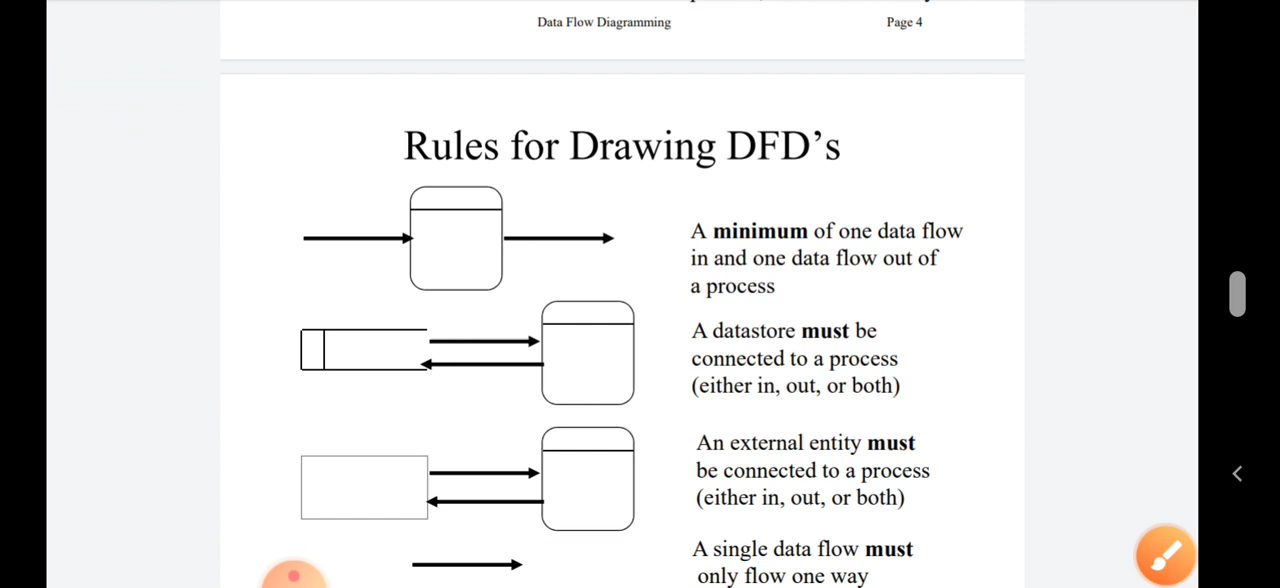 Data Flow Diagramming
Page 4
Rules for Drawing DFD’s
A minimum of one data flow
in and one data flow out of
a process
A datastore must be
connected to a process
(either in, out, or both)
An external entity must
be connected to a process
(either in, out, or both)
A single data flow must
only flow one way